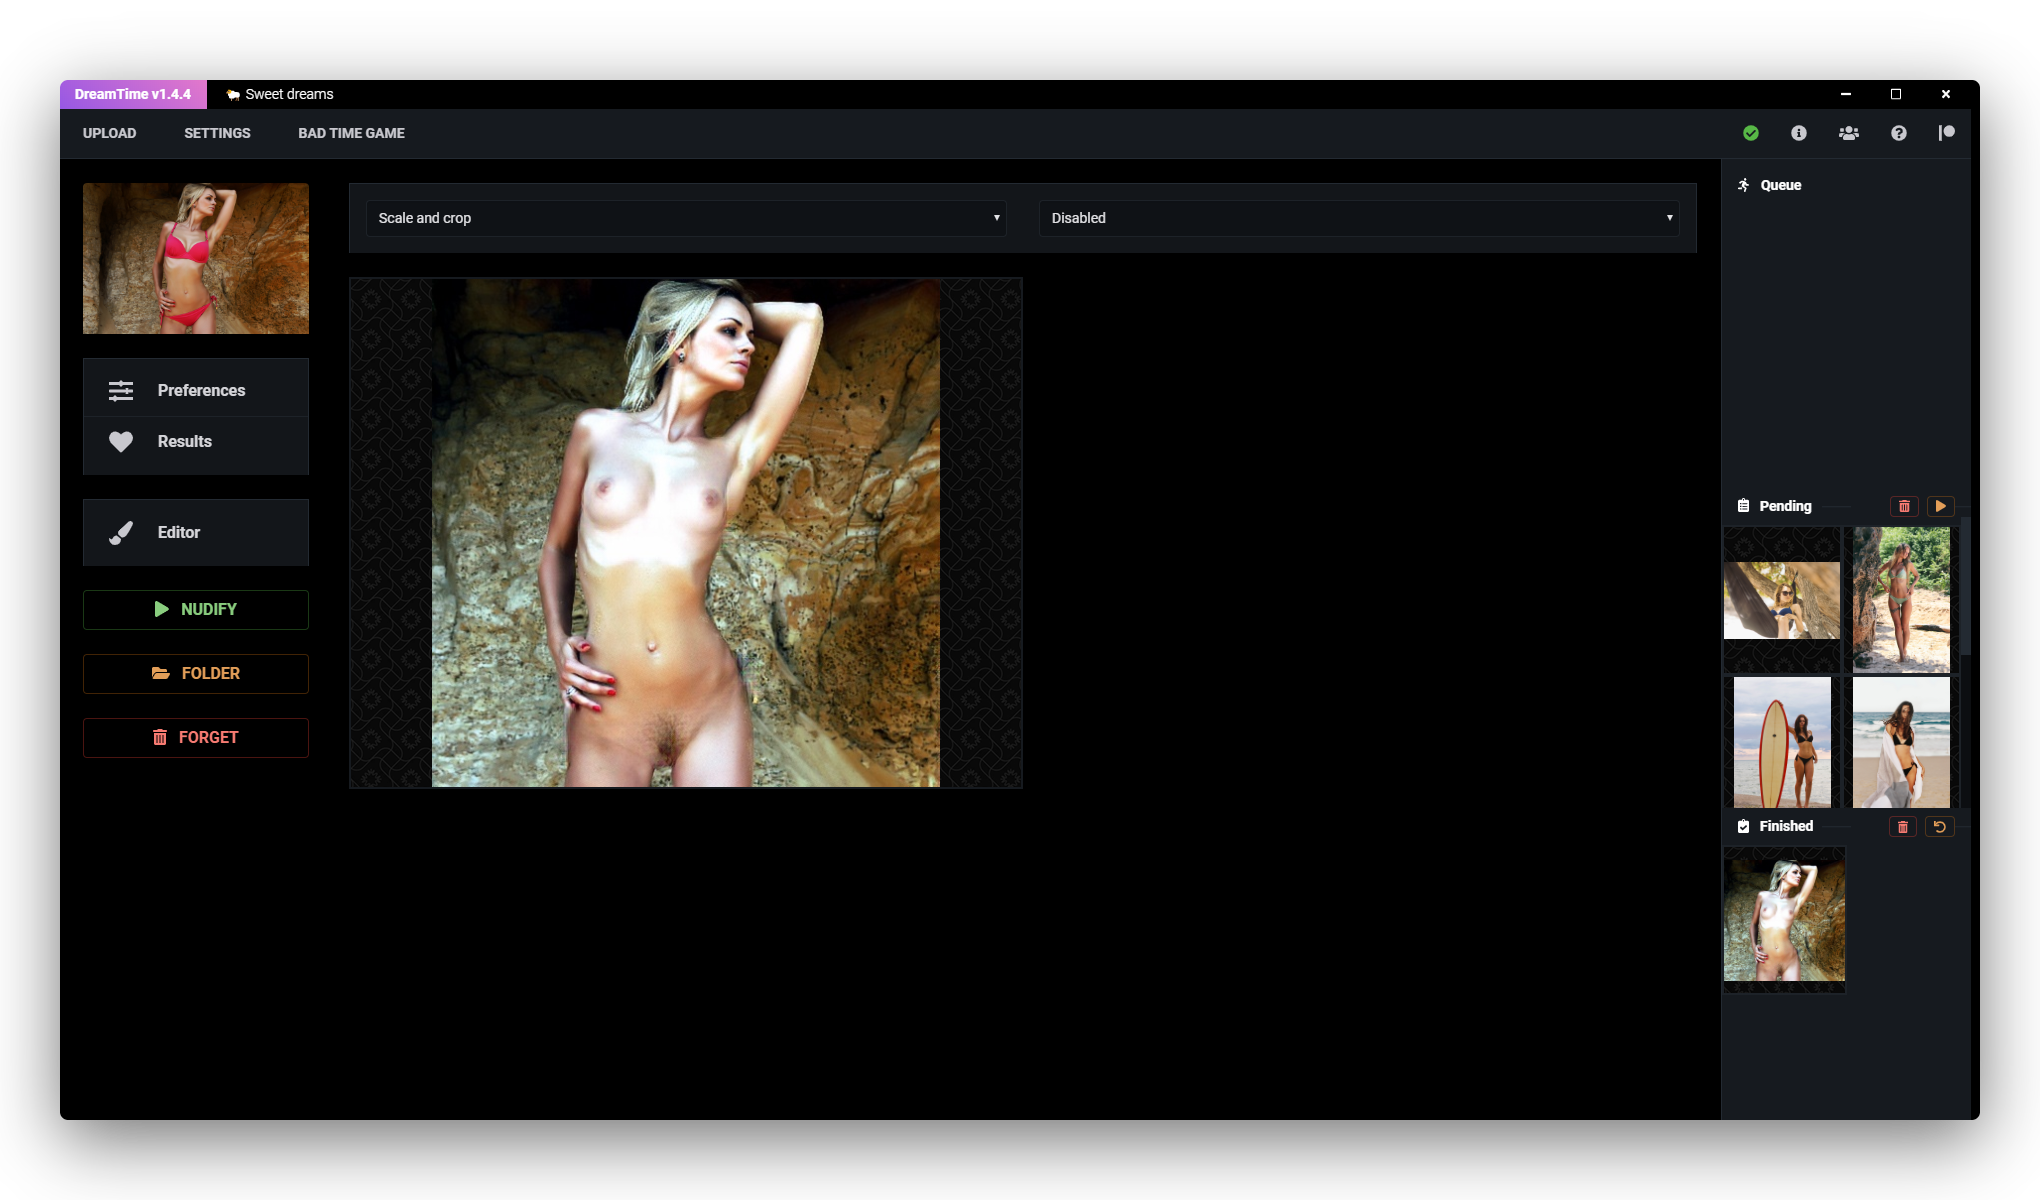 DreamTime v1.4.4
Sweet dreams
UPLOAD
SETTINGS
BAD TIME GAME
Scale and crop
Disabled
Queue
Preferences
Results
Editor
NUDIFY
FOLDER
FORGET
Pending
Finished